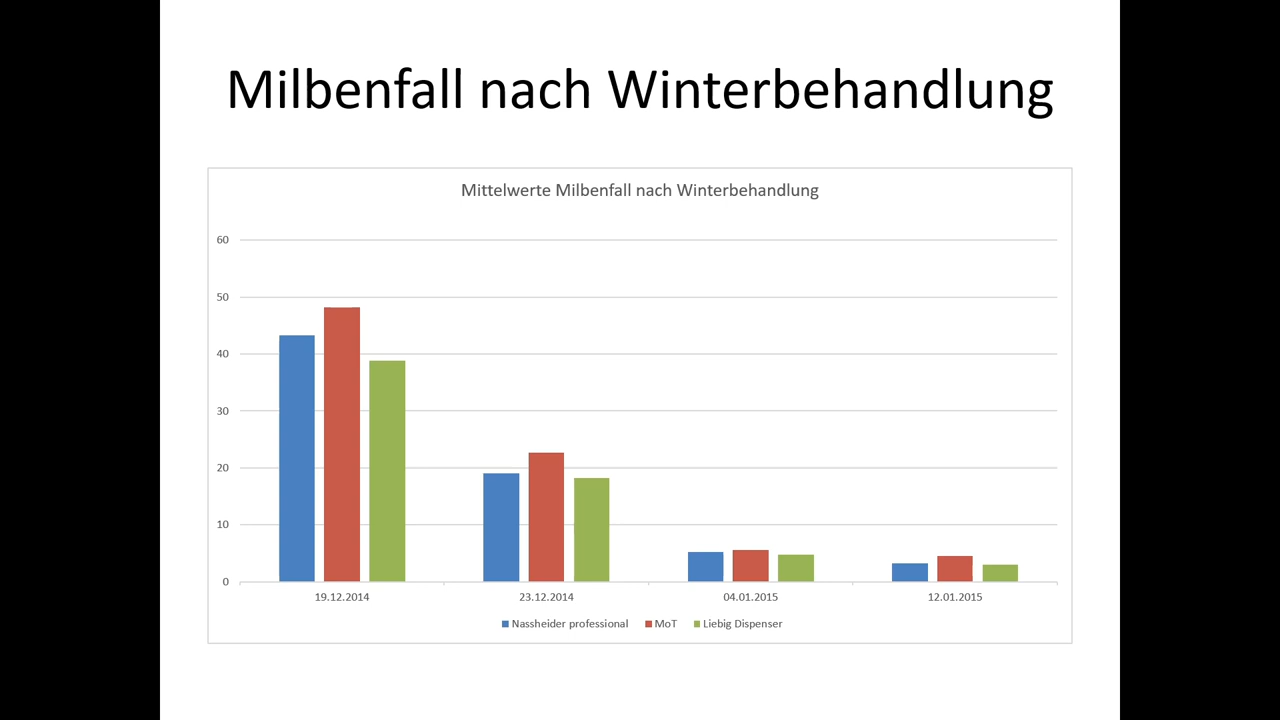 Milbenfall nach Winterbehandlung
Mittelwerte Milbenfall nach Winterbehandlung
60
50
40
30
20
10
0
19.12.2014 23.12.2014 04.01.2015 12.01.2015
Nassheider professional MoT Liebig Dispenser